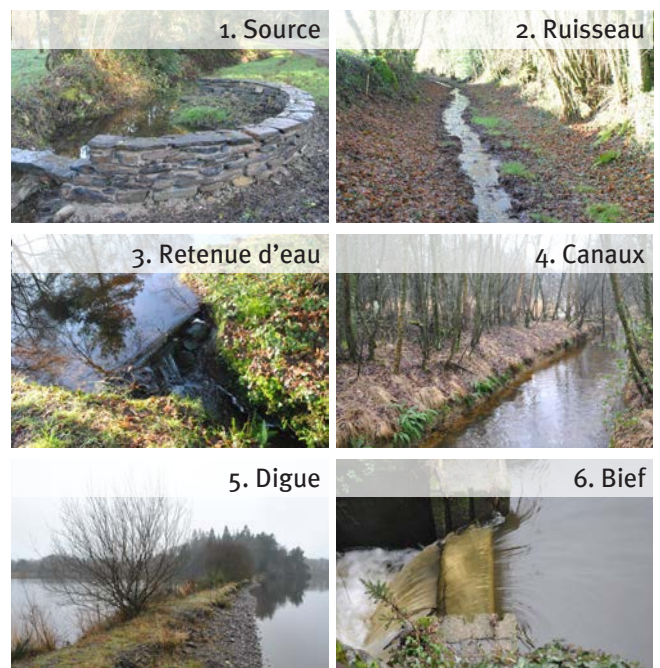 1. Source
2. Ruisseau
3. Retenue d'eau
4. Canaux
5. Digue
6. Bief